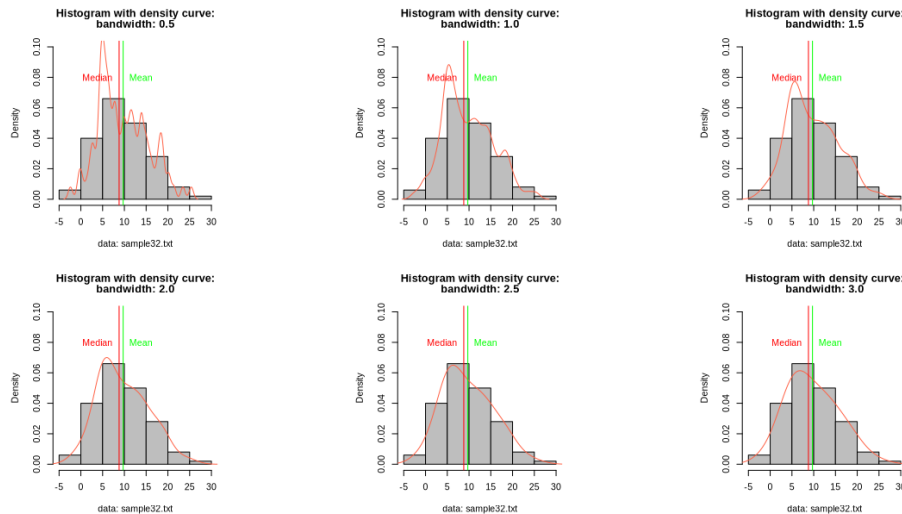 Histogram with density curve:
bandwidth: 0.5
Density
0.00 0.02 0.04 0.06 0.08 0.10
Median Mean
-5 0 5 10 15 20 25 30
data: sample32.txt
Histogram with density curve:
bandwidth: 1.0
Density
0.00 0.02 0.04 0.06 0.08 0.10
Median Mean
-5 0 5 10 15 20 25 30
data: sample32.txt
Histogram with density curve:
bandwidth: 1.5
Density
0.00 0.02 0.04 0.06 0.08 0.10
Median Mean
-5 0 5 10 15 20 25 30
data: sample32.txt
Histogram with density curve:
bandwidth: 2.0
Density
0.00 0.02 0.04 0.06 0.08 0.10
Median Mean
-5 0 5 10 15 20 25 30
data: sample32.txt
Histogram with density curve:
bandwidth: 2.5
Density
0.00 0.02 0.04 0.06 0.08 0.10
Median Mean
-5 0 5 10 15 20 25 30
data: sample32.txt
Histogram with density curve:
bandwidth: 3.0
Density
0.00 0.02 0.04 0.06 0.08 0.10
Median Mean
-5 0 5 10 15 20 25 30
data: sample32.txt